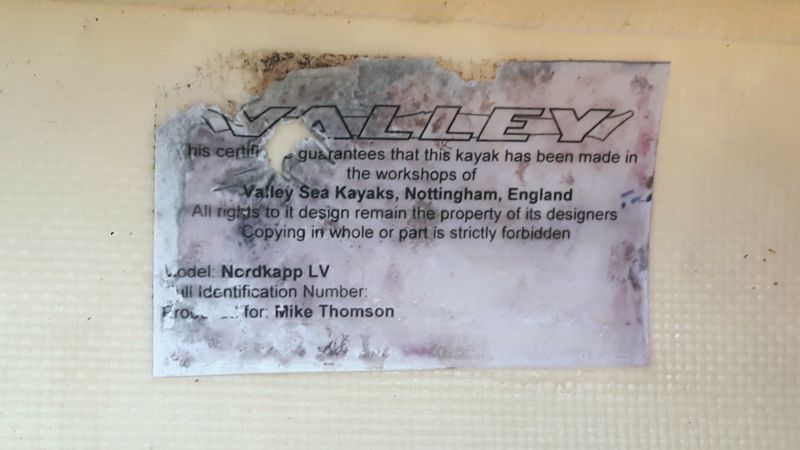 VALLEY
his certifi e guarantees that this kayak has been made in
the workshops of
Valley Sea Kayaks, Nottingham, England
All rights to it design remain the property of its designers
Copying in whole or part is strictly forbidden
Model: Nordkapp LV
ull Identification Number:
for: Mike Thomson